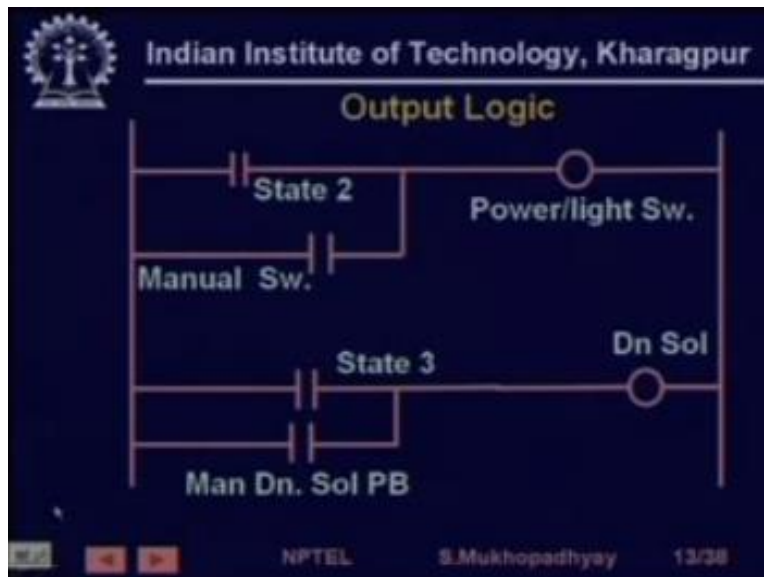 Indian Institute of Technology, Kharagpur
Output Logic
State 2
Power/light Sw.
Manual Sw.
Dn Sol
State 3
Man Dn. Sol PB
NPTEL S.Mukhopadhyay 13/38